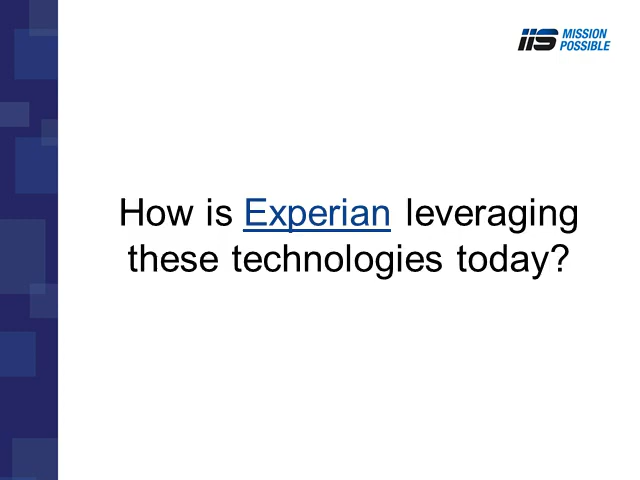 IIS MISSION
POSSIBLE
How is Experian leveraging
these technologies today?